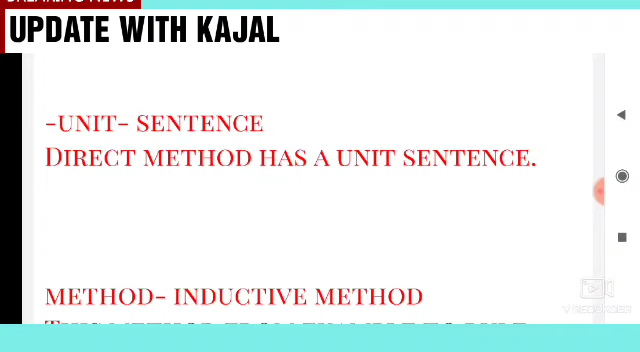 UPDATE WITH KAJAL
-UNIT- SENTENCE
DIRECT METHOD HAS A UNIT SENTENCE.
METHOD- INDUCTIVE METHOD